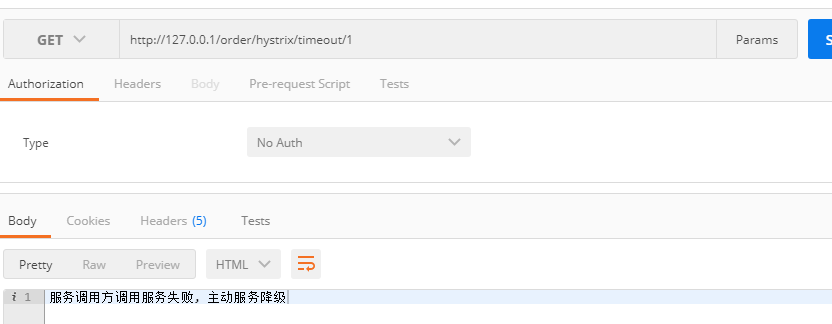 GET http://127.0.0.1/order/hystrix/timeout/1 Params S
Authorization Headers Body Pre-request Script Tests
Type No Auth
Body Cookies Headers (5) Tests
Pretty Raw Preview HTML
i 1 服务调用方调用服务失败，主动服务降级